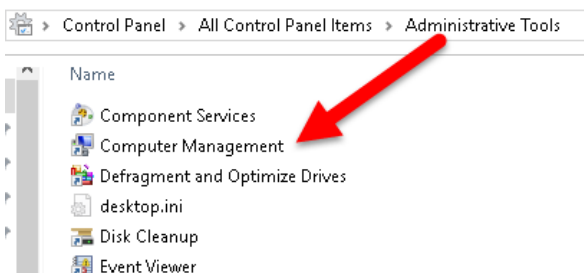 Control Panel > All Control Panel Items > Administrative Tools
Name
Component Services
Computer Management
Defragment and Optimize Drives
desktop.ini
Disk Cleanup
Event Viewer